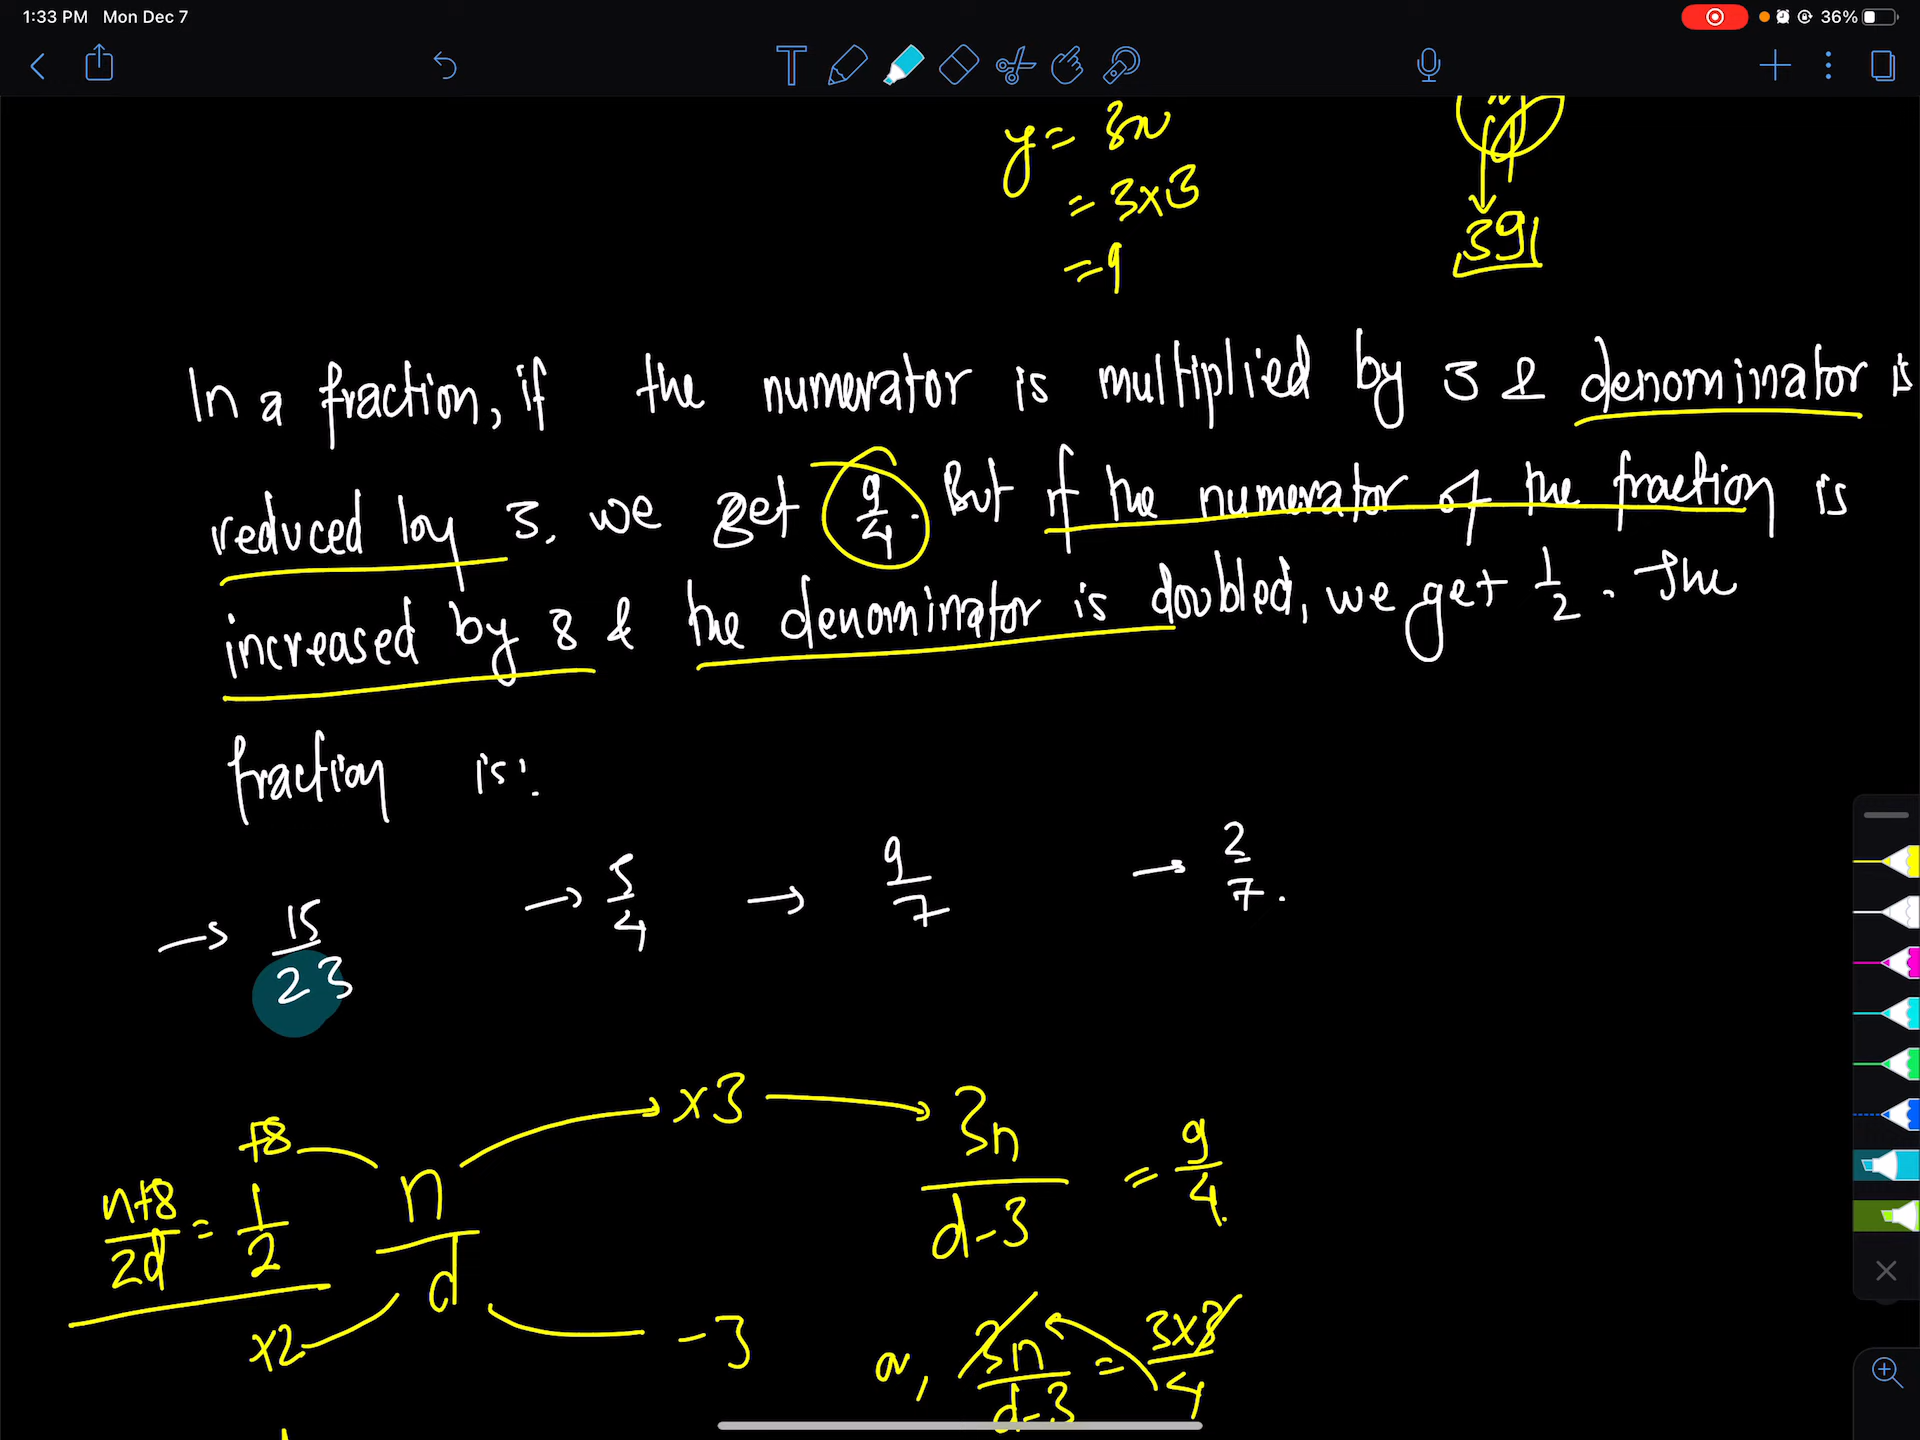 1:33 PM Mon Dec 7
36%
T
y = 3x
= 3x3
= 9
391
In a fraction, if the numerator is multiplied by 3 & denominator is
reduced by 3, we get 9/4. But if the numerator of the fraction is
increased by 8 & the denominator is doubled, we get 1/2. The
fraction is:
→ 15/23 → 5/4 → 9/7 → 2/7.
+8 n/d x3 → 3n/d-3 = 9/4
n+8/2d = 1/2
x2 -3
or, 3n/d-3 = 3x3/4